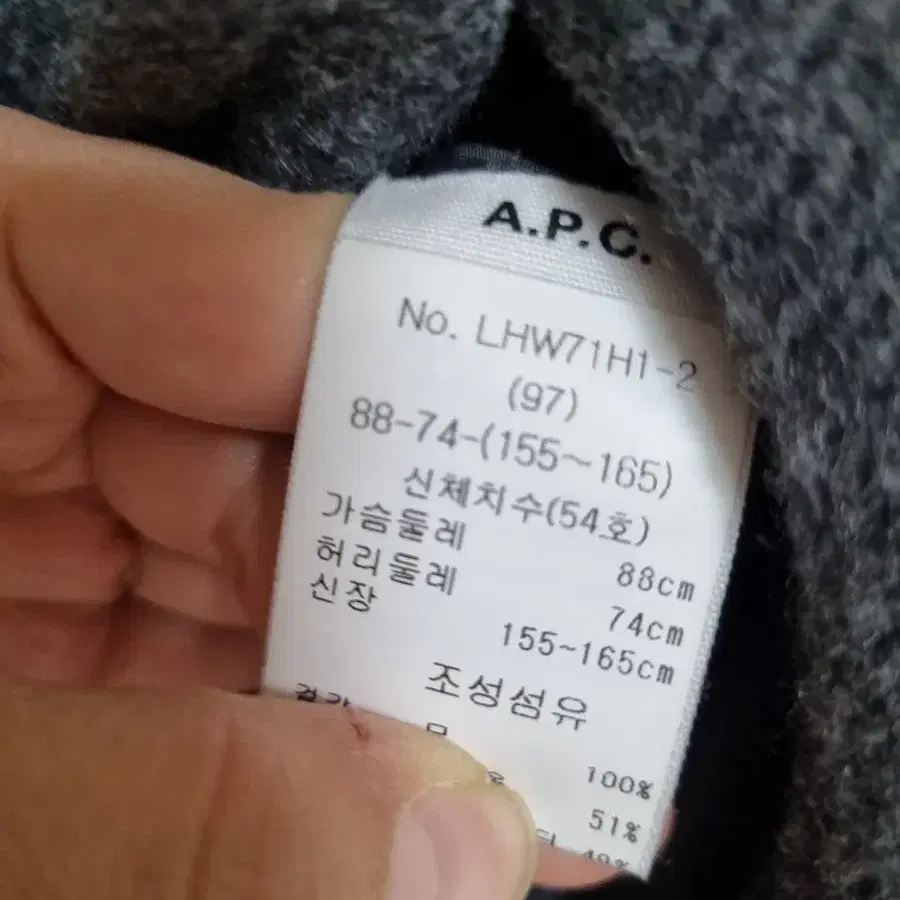 A.P.C.
No. LHW71H1-2
(97)
88-74-(155~165)
신체치수(54호)
가슴둘레 88cm
허리둘레 74cm
신장 155~165cm
조성섬유
100%
51%
49%